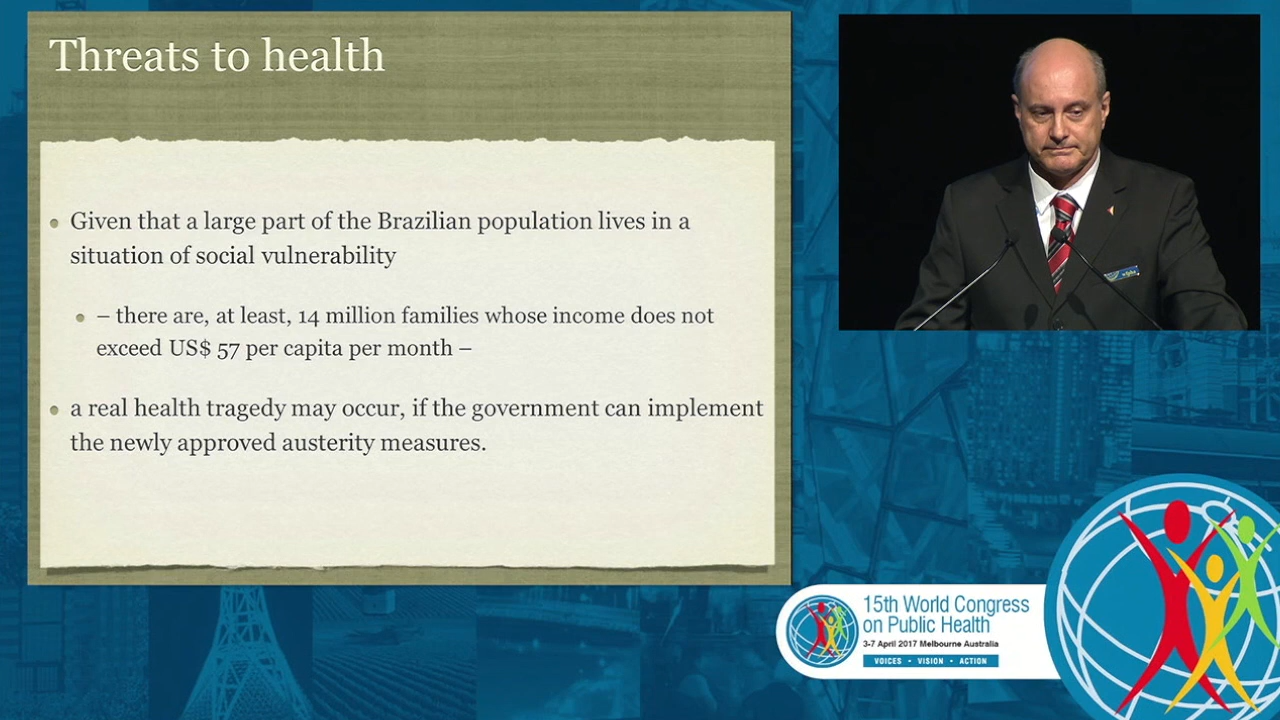 Threats to health
Given that a large part of the Brazilian population lives in a
situation of social vulnerability
– there are, at least, 14 million families whose income does not
exceed US$ 57 per capita per month –
a real health tragedy may occur, if the government can implement
the newly approved austerity measures.
15th World Congress
on Public Health
3-7 April 2017 Melbourne Australia
VOICES • VISION • ACTION